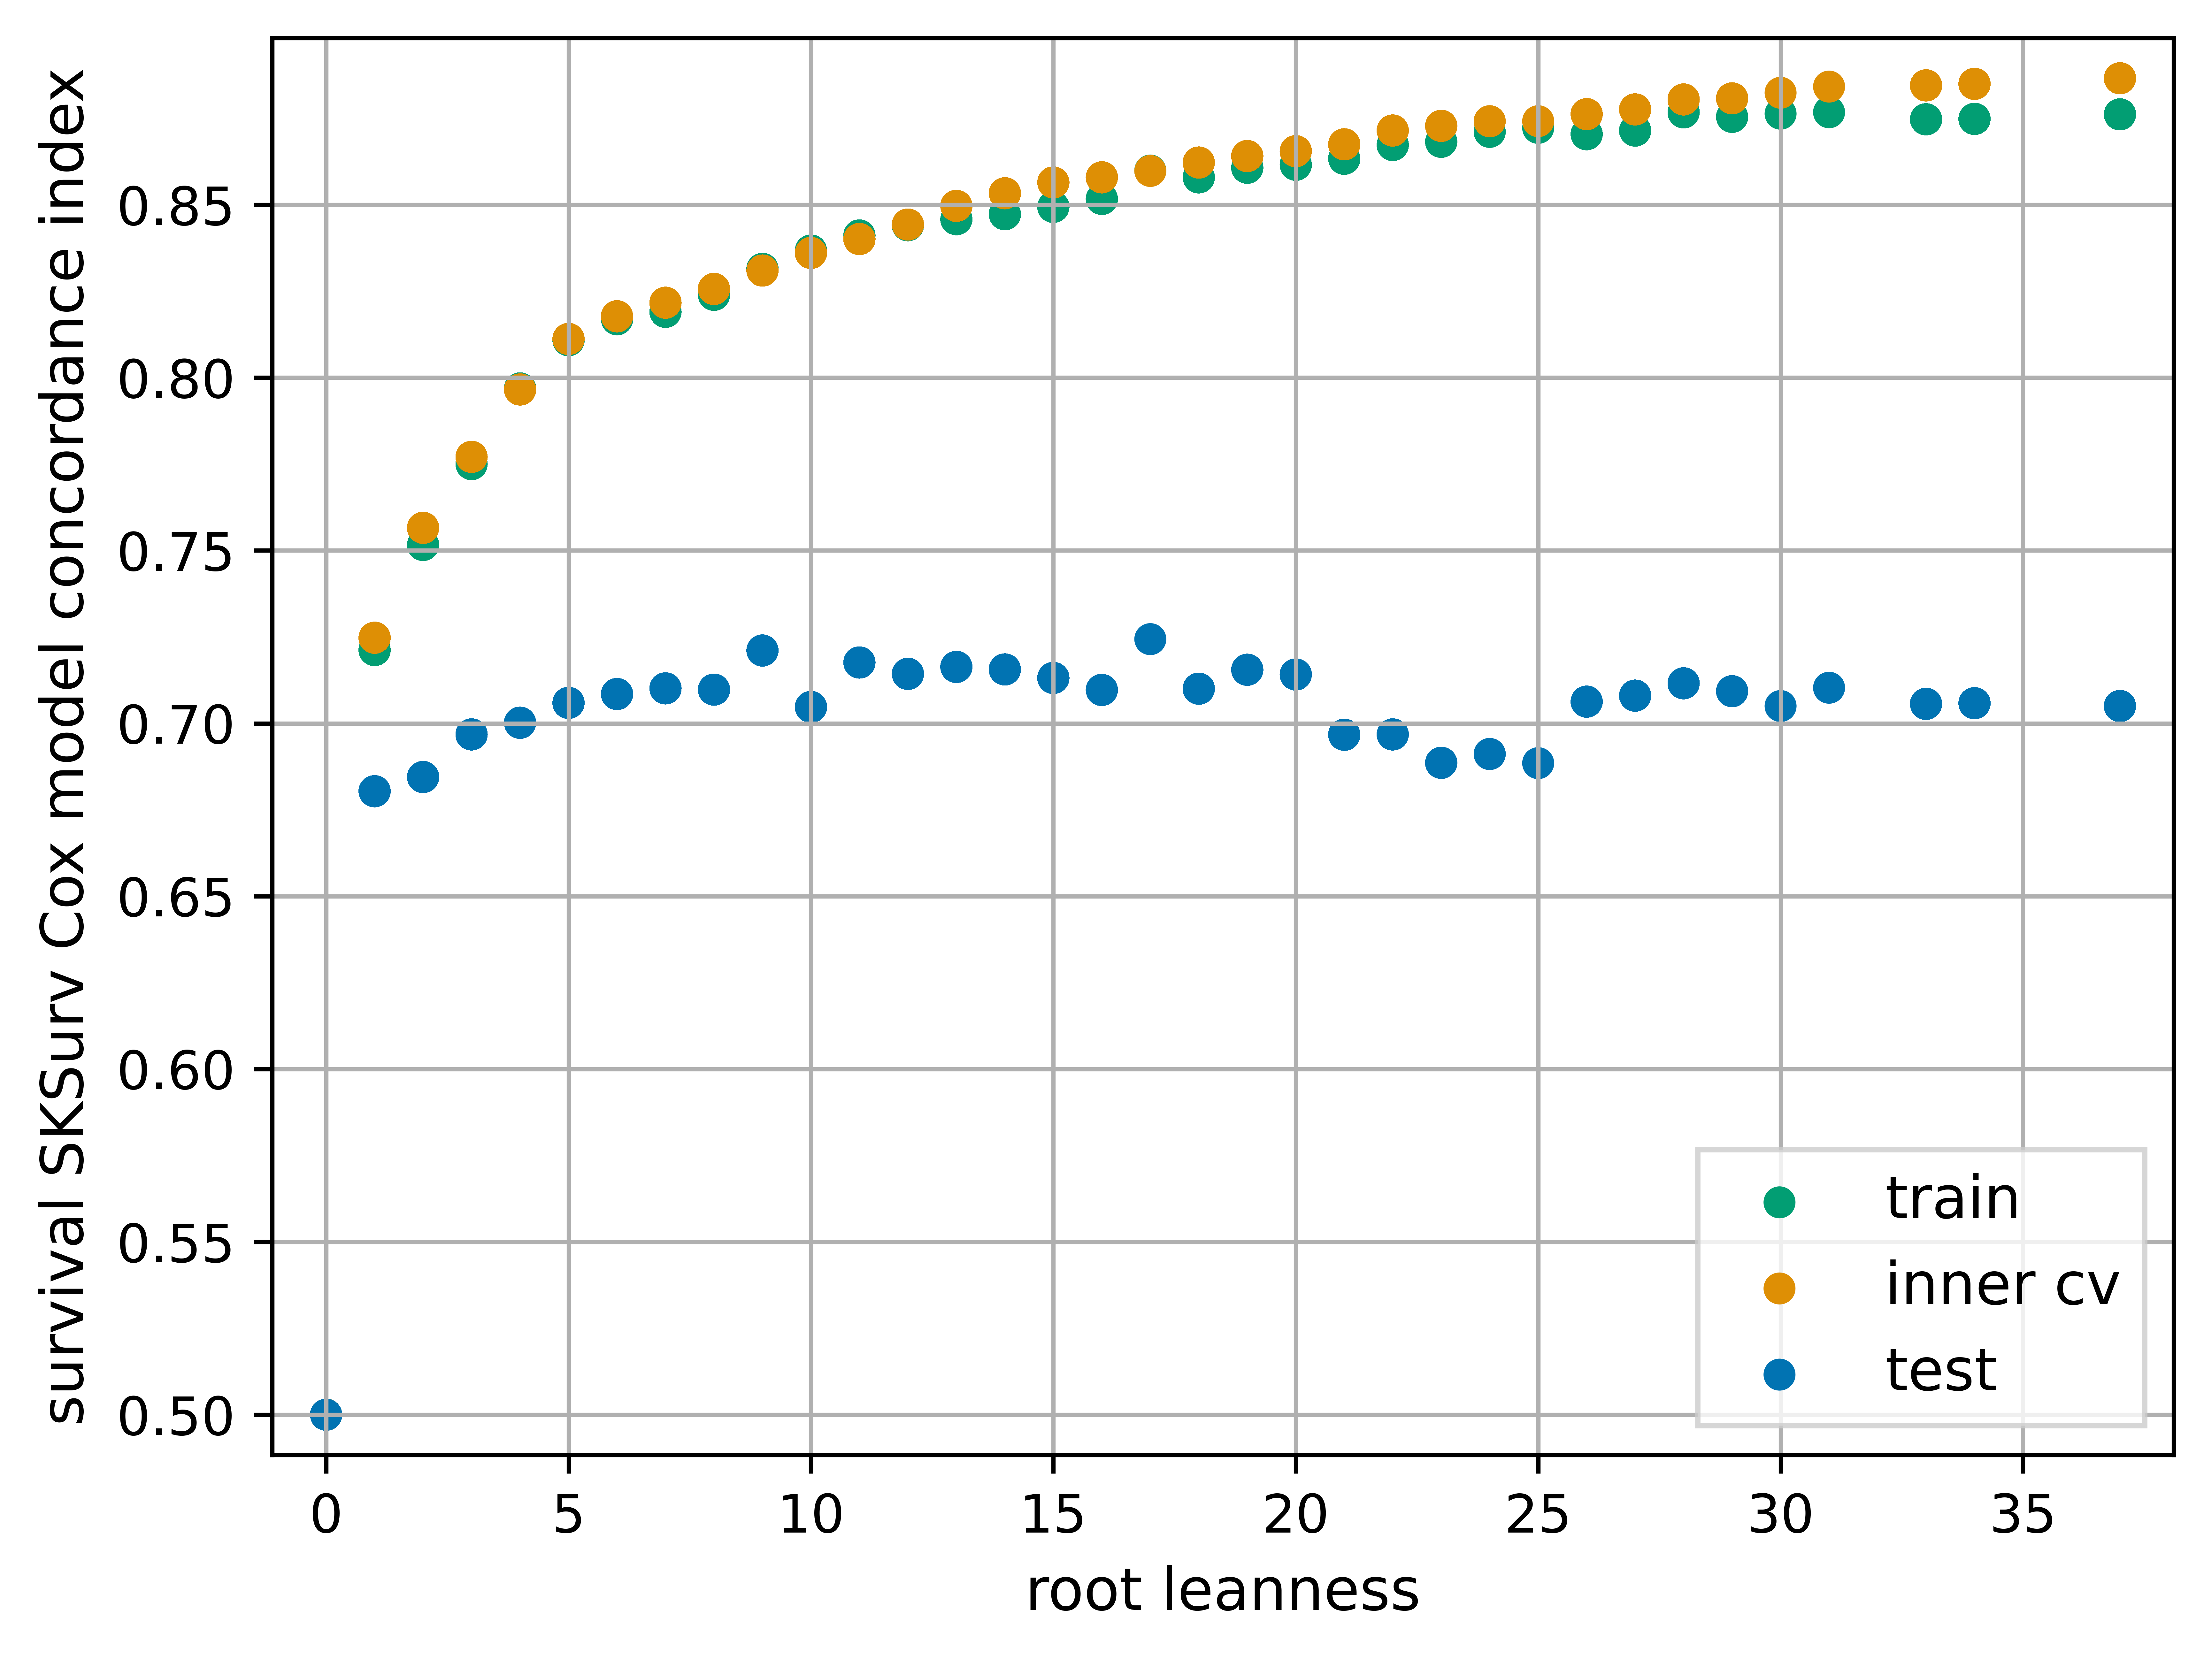 survival SKSurv Cox model concordance index
0.85
0.80
0.75
0.70
0.65
0.60
0.55
0.50
0 5 10 15 20 25 30 35
root leanness
train
inner cv
test